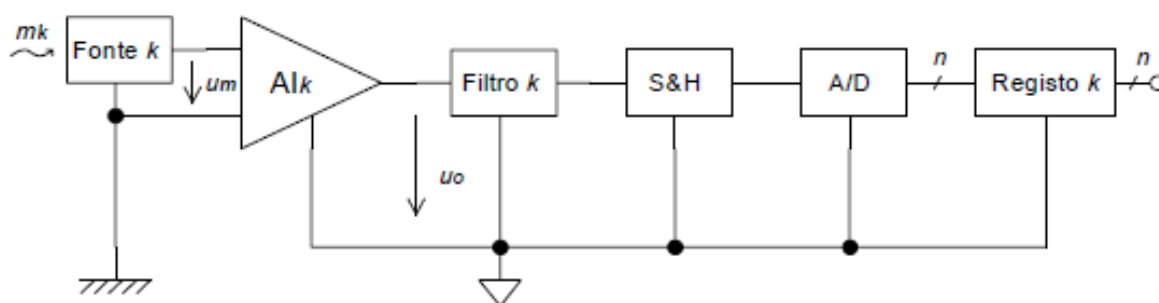 mk
Fonte k
um
AIk
uo
Filtro k
S&H
A/D
n
Registo k
n